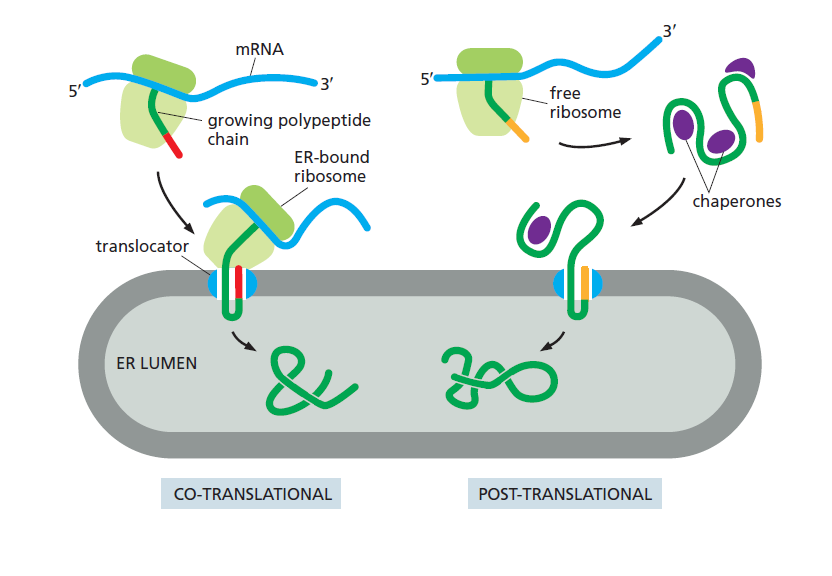 mRNA
5′
3′
growing polypeptide
chain
ER-bound
ribosome
translocator
3′
5′
free
ribosome
chaperones
ER LUMEN
CO-TRANSLATIONAL
POST-TRANSLATIONAL